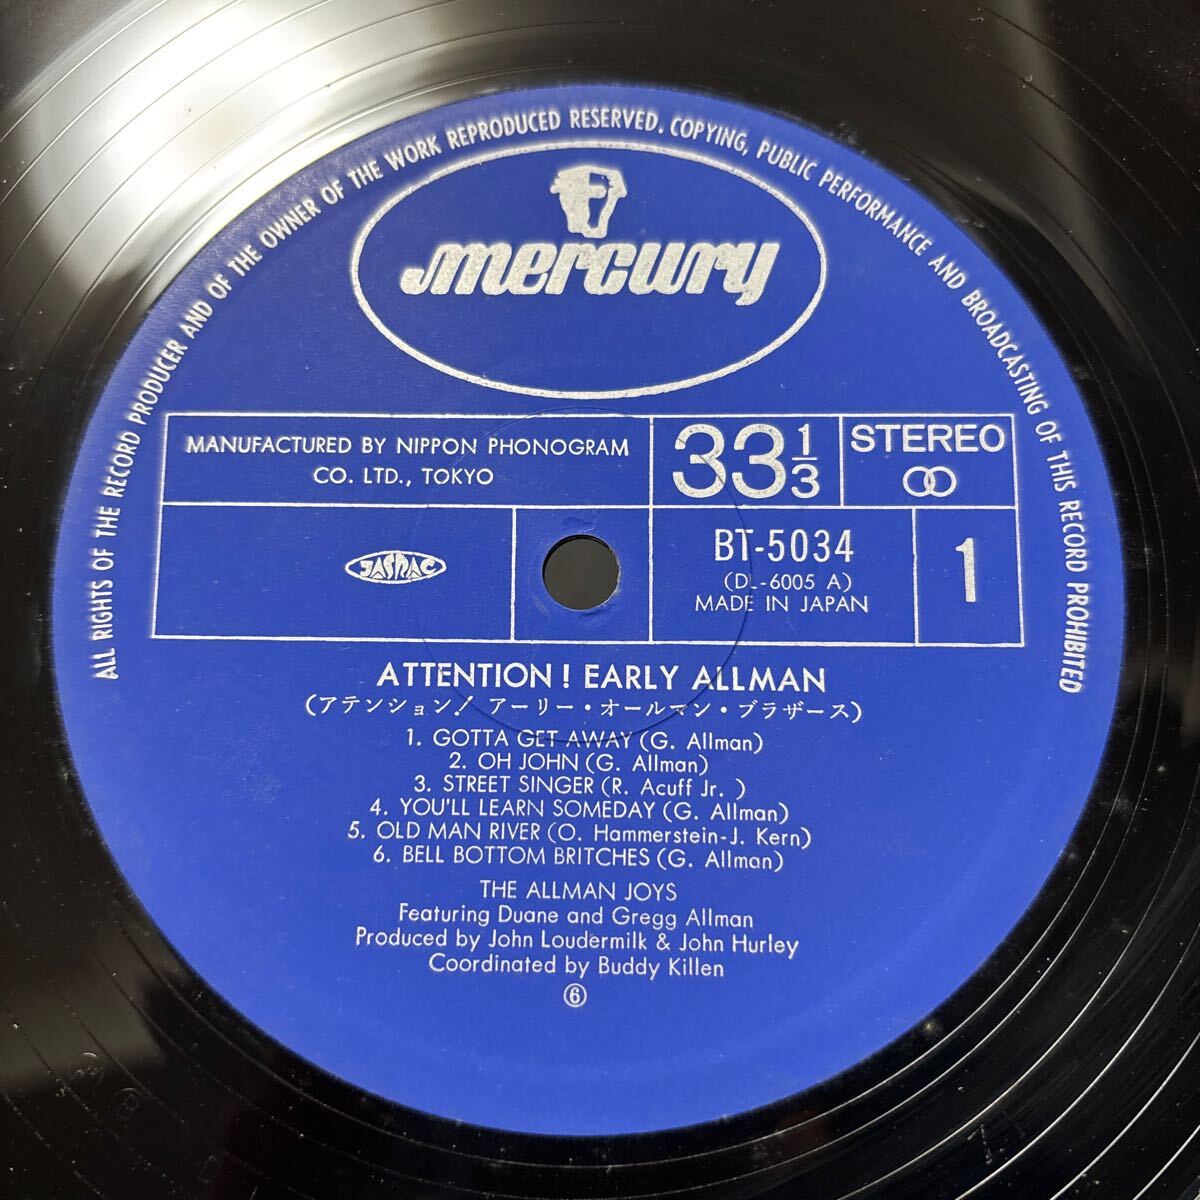 ALL RIGHTS OF THE RECORD PRODUCER AND OF THE OWNER OF THE WORK REPRODUCED RESERVED. COPYING, PUBLIC PERFORMANCE AND BROADCASTING OF THIS RECORD PROHIBITED
mercury
MANUFACTURED BY NIPPON PHONOGRAM
CO. LTD., TOKYO
33 1/3
STEREO
JASRAC
BT-5034
(DL-6005 A)
MADE IN JAPAN
1
ATTENTION! EARLY ALLMAN
(アテンション! アーリー・オールマン・ブラザース)
1. GOTTA GET AWAY (G. Allman)
2. OH JOHN (G. Allman)
3. STREET SINGER (R. Acuff Jr. )
4. YOU'LL LEARN SOMEDAY (G. Allman)
5. OLD MAN RIVER (O. Hammerstein-J. Kern)
6. BELL BOTTOM BRITCHES (G. Allman)
THE ALLMAN JOYS
Featuring Duane and Gregg Allman
Produced by John Loudermilk & John Hurley
Coordinated by Buddy Killen
⑥